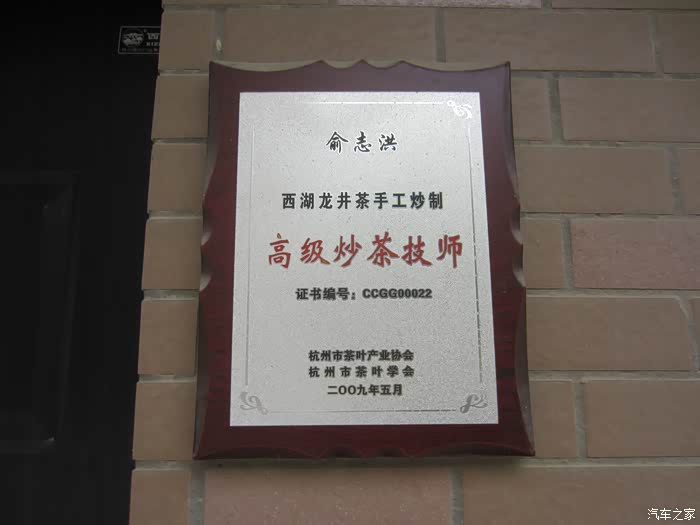 俞志洪
西湖龙井茶手工炒制
高级炒茶技师
证书编号：CCGG00022
杭州市茶叶产业协会
杭州市茶叶学会
二OO九年五月
汽车之家